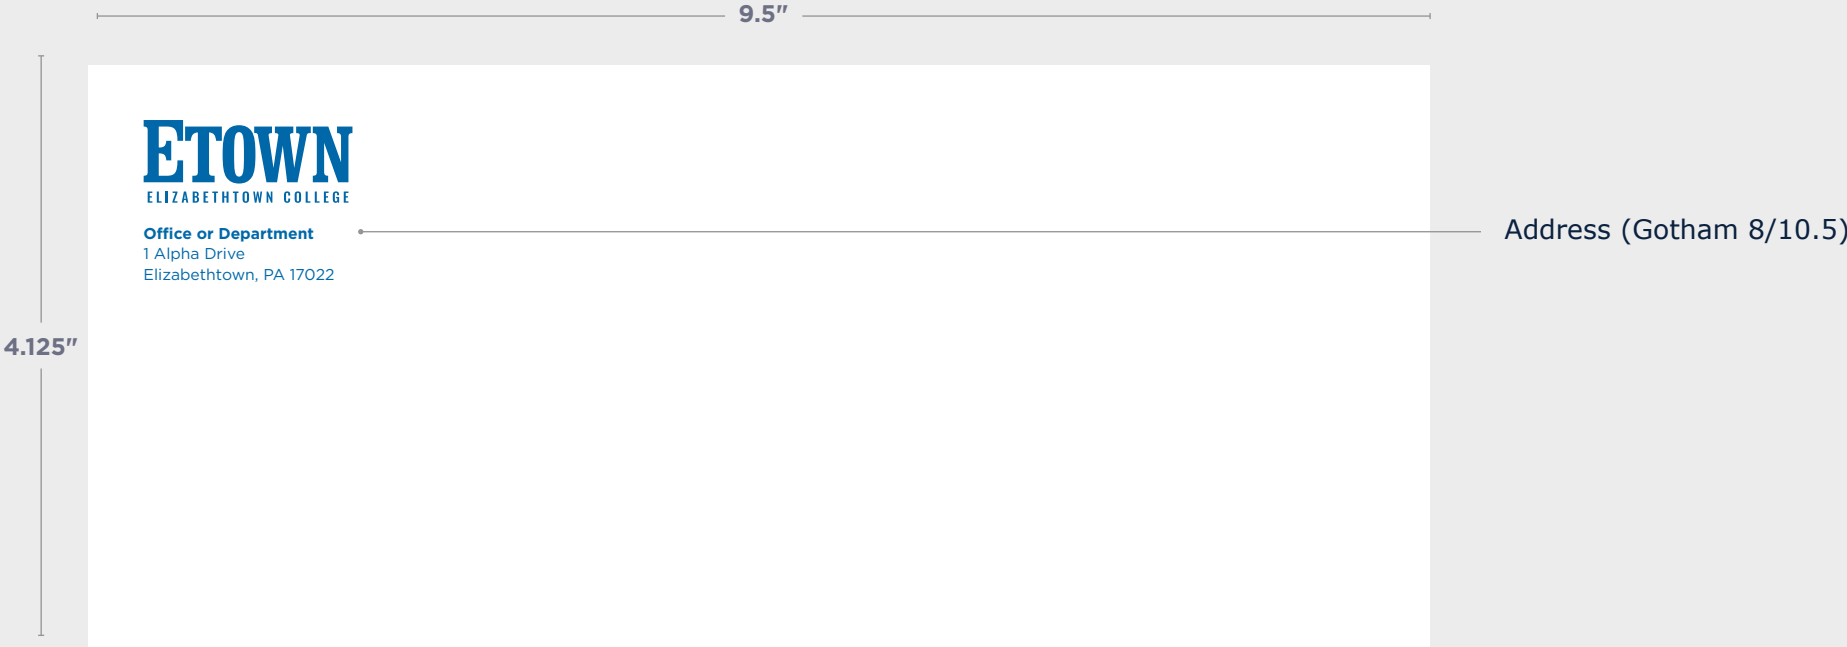 9.5"
ETOWN
ELIZABETHTOWN COLLEGE
Office or Department
1 Alpha Drive
Elizabethtown, PA 17022
Address (Gotham 8/10.5)
4.125"